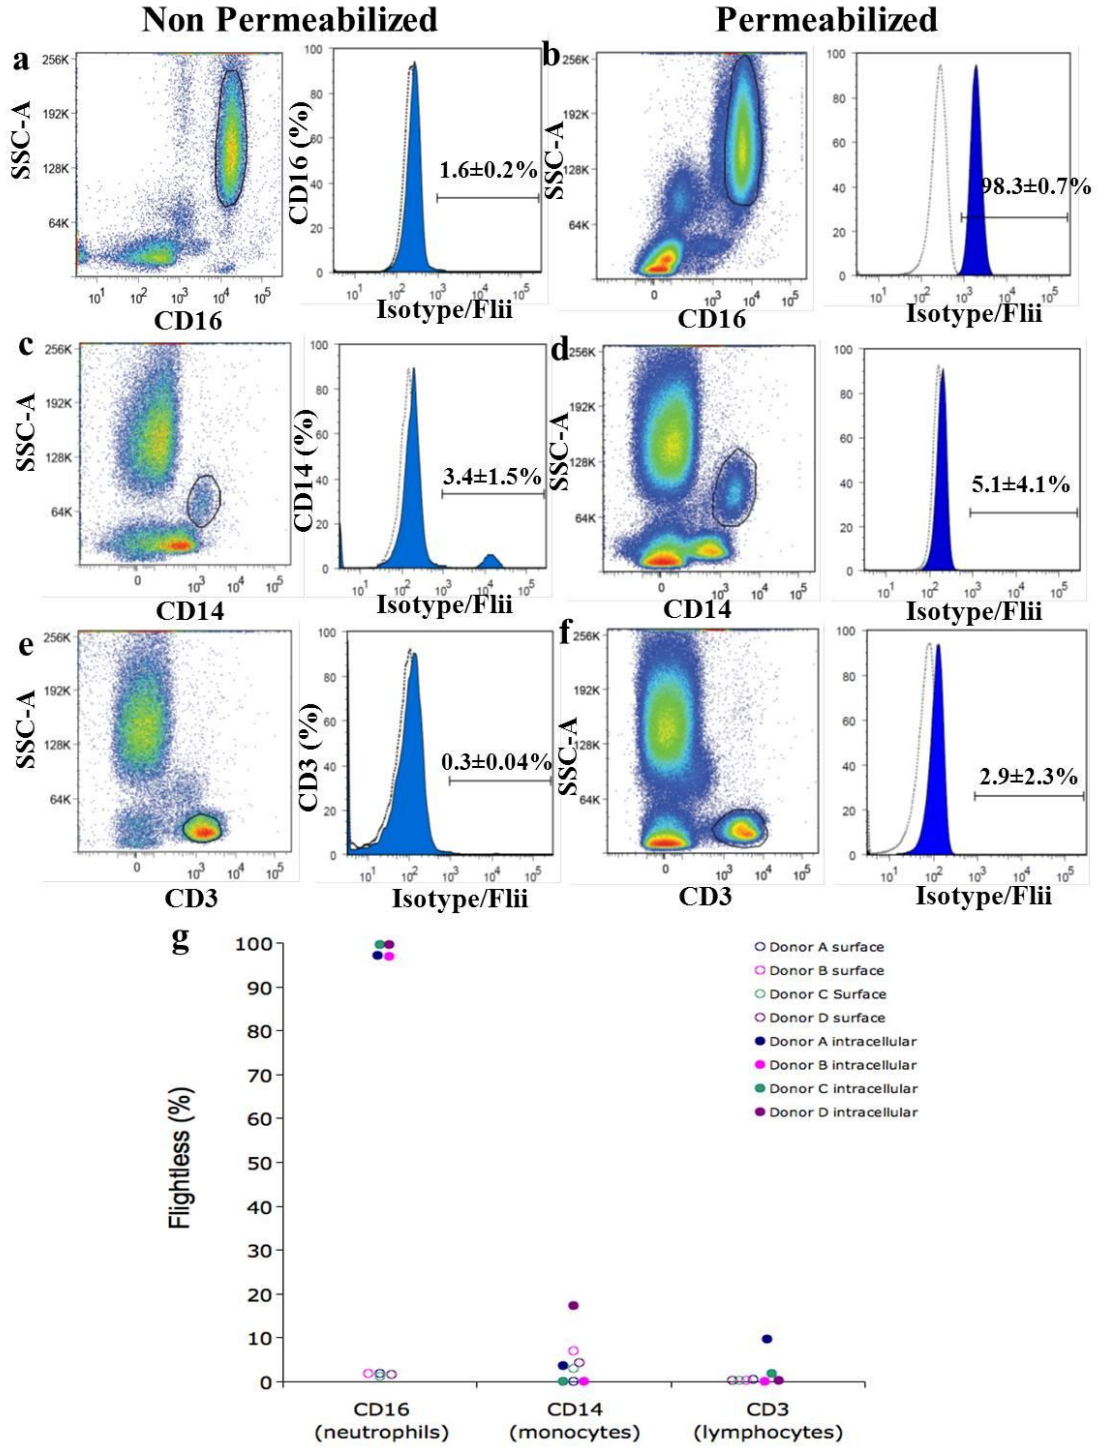 Non Permeabilized
Permeabilized
a
SSC-A
256K
192K
128K
64K
10¹ 10² 10³ 10⁴ 10⁵
CD16
CD16 (%)
100
80
60
40
20
0
1.6±0.2%
10¹ 10² 10³ 10⁴ 10⁵
Isotype/Flii
b
SSC-A
256K
192K
128K
64K
0 10³ 10⁴ 10⁵
CD16
100
80
60
40
20
0
98.3±0.7%
10¹ 10² 10³ 10⁴ 10⁵
Isotype/Flii
c
SSC-A
256K
192K
128K
64K
0 10³ 10⁴ 10⁵
CD14
CD14 (%)
100
80
60
40
20
0
3.4±1.5%
10¹ 10² 10³ 10⁴ 10⁵
Isotype/Flii
d
SSC-A
256K
192K
128K
64K
0 10³ 10⁴ 10⁵
CD14
100
80
60
40
20
0
5.1±4.1%
10¹ 10² 10³ 10⁴ 10⁵
Isotype/Flii
e
SSC-A
256K
192K
128K
64K
0 10³ 10⁴ 10⁵
CD3
CD3 (%)
100
80
60
40
20
0
0.3±0.04%
10¹ 10² 10³ 10⁴ 10⁵
Isotype/Flii
f
SSC-A
256K
192K
128K
64K
0 10³ 10⁴ 10⁵
CD3
100
80
60
40
20
0
2.9±2.3%
10¹ 10² 10³ 10⁴ 10⁵
Isotype/Flii
g
Flightless (%)
100
90
80
70
60
50
40
30
20
10
0
Donor A surface
Donor B surface
Donor C Surface
Donor D surface
Donor A intracellular
Donor B intracellular
Donor C intracellular
Donor D intracellular
CD16 CD14 CD3
(neutrophils) (monocytes) (lymphocytes)